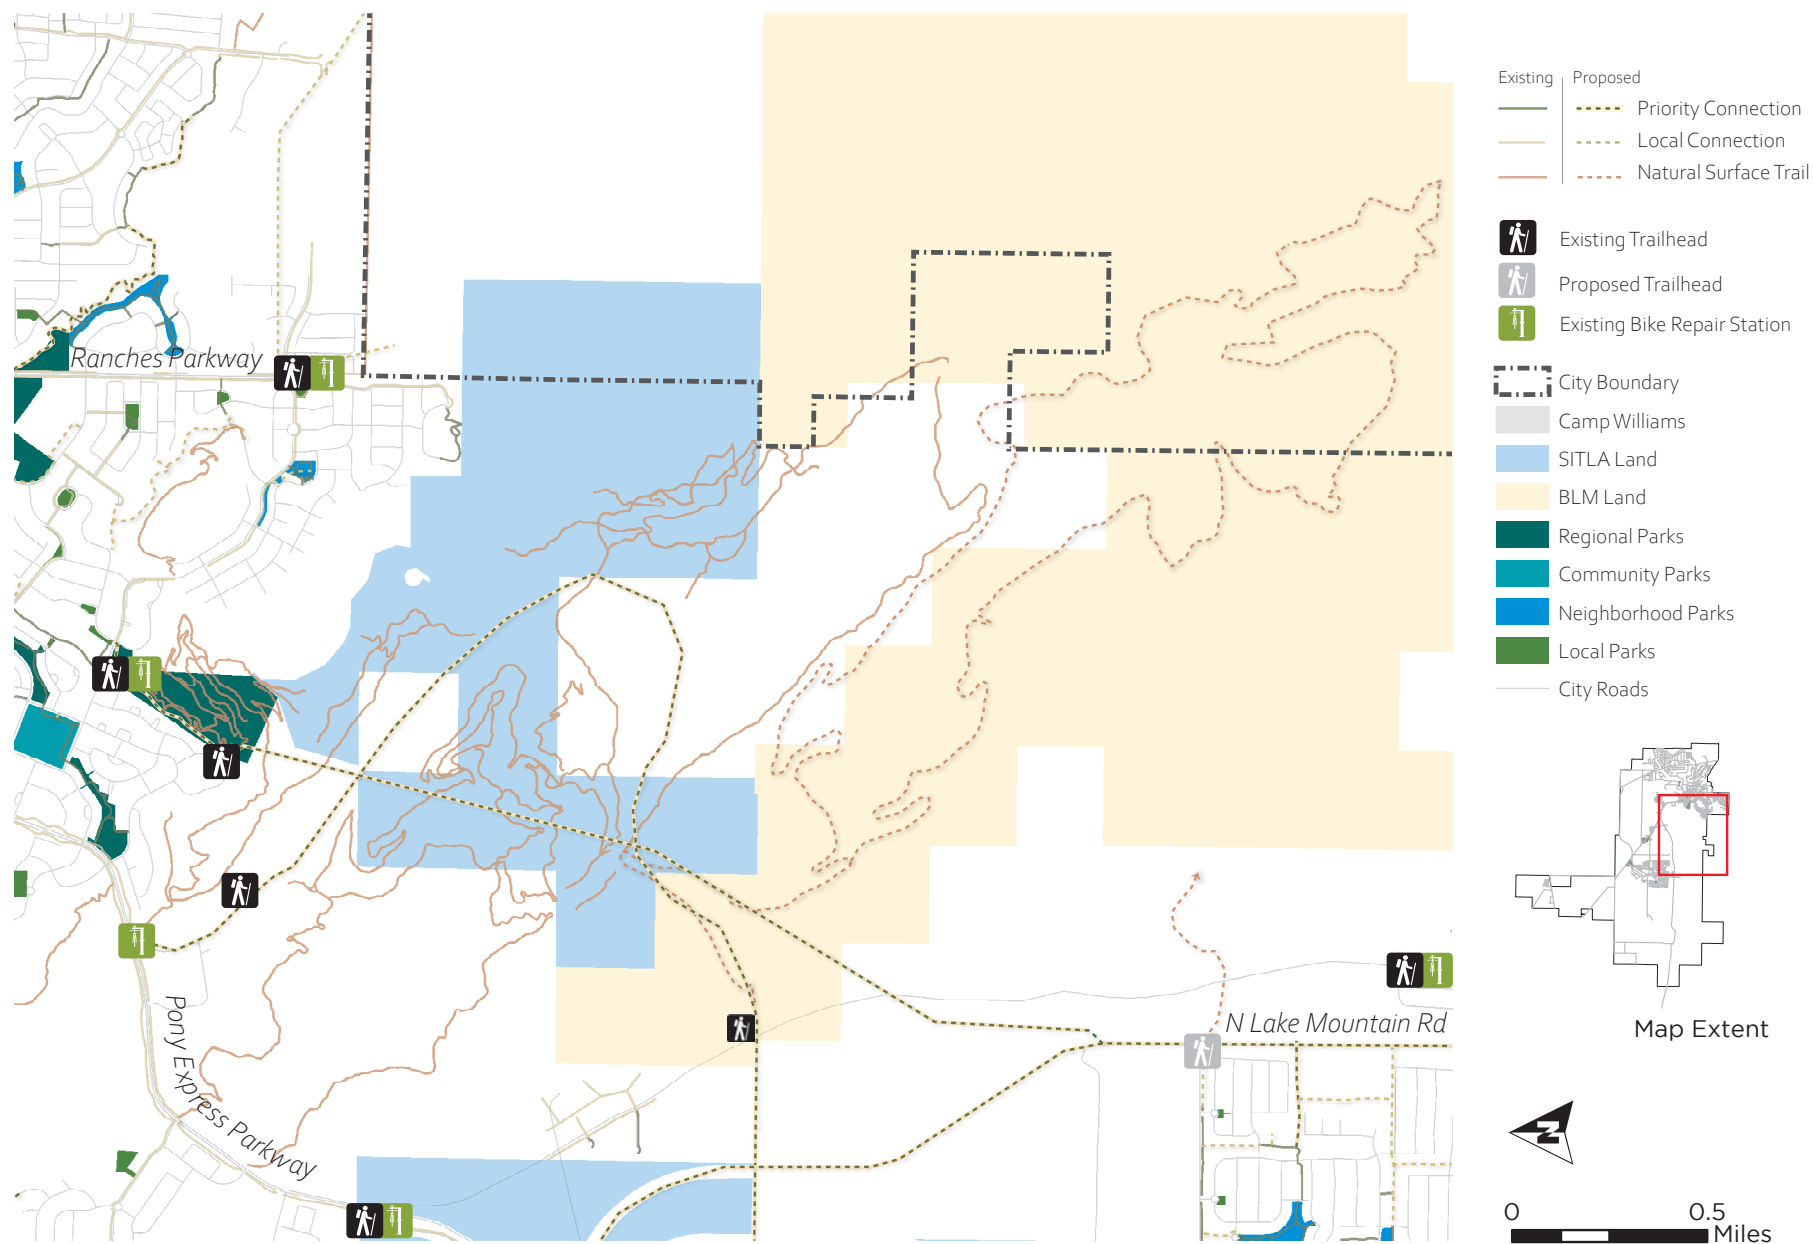 Existing
Proposed
Priority Connection
Local Connection
Natural Surface Trail
Existing Trailhead
Proposed Trailhead
Existing Bike Repair Station
City Boundary
Camp Williams
SITLA Land
BLM Land
Regional Parks
Community Parks
Neighborhood Parks
Local Parks
City Roads
Map Extent
N
0 0.5
Miles
Ranches Parkway
Pony Express Parkway
N Lake Mountain Rd